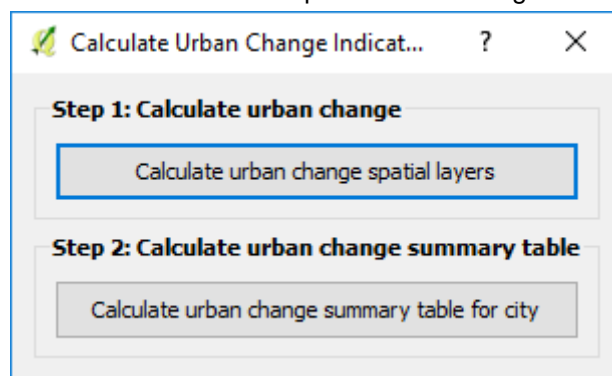 Calculate Urban Change Indicat... ? ×
Step 1: Calculate urban change
Calculate urban change spatial layers
Step 2: Calculate urban change summary table
Calculate urban change summary table for city